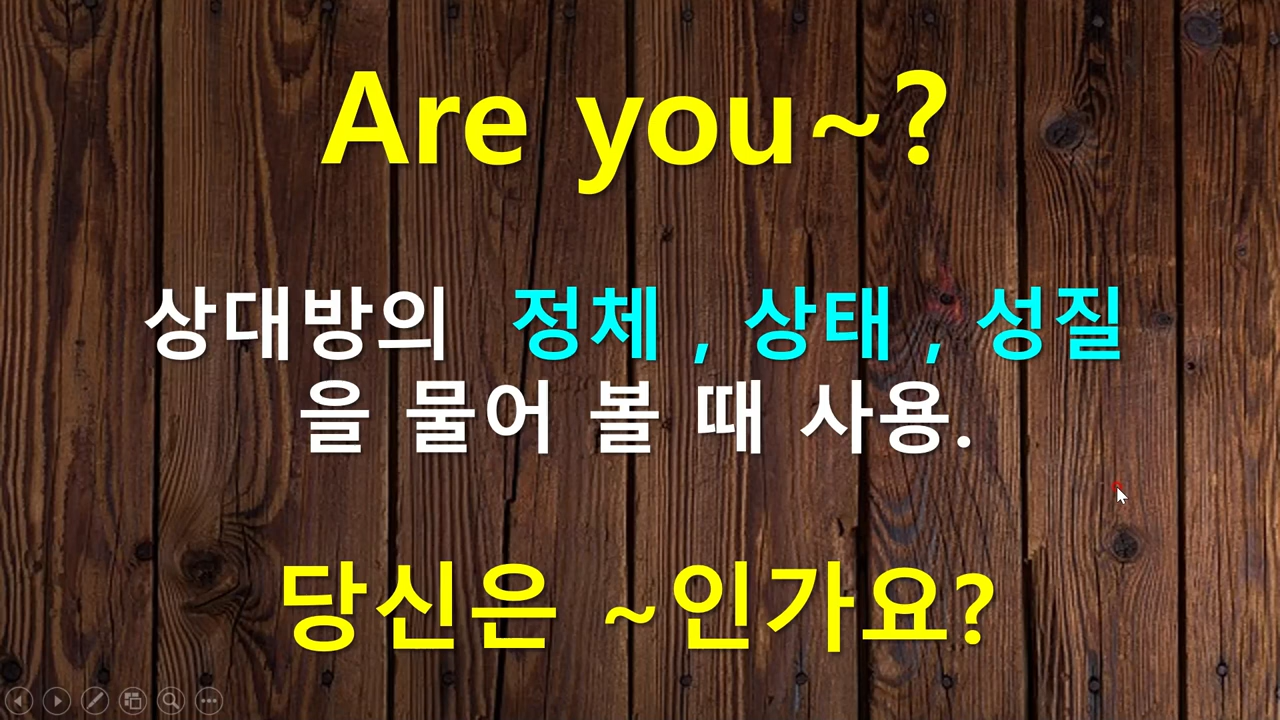 Are you~?
상대방의 정체 , 상태 , 성질
을 물어 볼 때 사용.
당신은 ~인가요?